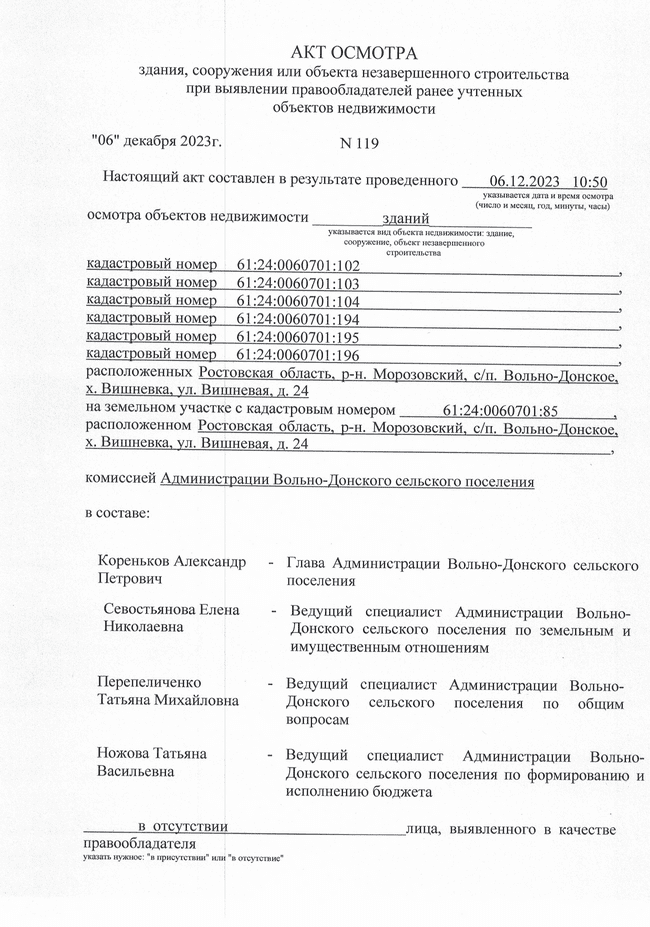 АКТ ОСМОТРА
здания, сооружения или объекта незавершенного строительства
при выявлении правообладателей ранее учтенных
объектов недвижимости
"06" декабря 2023г. N 119
Настоящий акт составлен в результате проведенного 06.12.2023 10:50
указывается дата и время осмотра
(число и месяц, год, минуты, часы)
осмотра объектов недвижимости зданий
указывается вид объекта недвижимости: здание,
сооружение, объект незавершенного
строительства
кадастровый номер 61:24:0060701:102,
кадастровый номер 61:24:0060701:103,
кадастровый номер 61:24:0060701:104,
кадастровый номер 61:24:0060701:194,
кадастровый номер 61:24:0060701:195,
кадастровый номер 61:24:0060701:196,
расположенных Ростовская область, р-н. Морозовский, с/п. Вольно-Донское,
х. Вишневка, ул. Вишневая, д. 24
на земельном участке с кадастровым номером 61:24:0060701:85,
расположенном Ростовская область, р-н. Морозовский, с/п. Вольно-Донское,
х. Вишневка, ул. Вишневая, д. 24,
комиссией Администрации Вольно-Донского сельского поселения
в составе:
Кореньков Александр - Глава Администрации Вольно-Донского сельского
Петрович поселения
Севостьянова Елена - Ведущий специалист Администрации Вольно-
Николаевна Донского сельского поселения по земельным и
имущественным отношениям
Перепеличенко - Ведущий специалист Администрации Вольно-
Татьяна Михайловна Донского сельского поселения по общим
вопросам
Ножова Татьяна - Ведущий специалист Администрации Вольно-
Васильевна Донского сельского поселения по формированию и
исполнению бюджета
в отсутствии лица, выявленного в качестве
правообладателя
указать нужное: "в присутствии" или "в отсутствие"